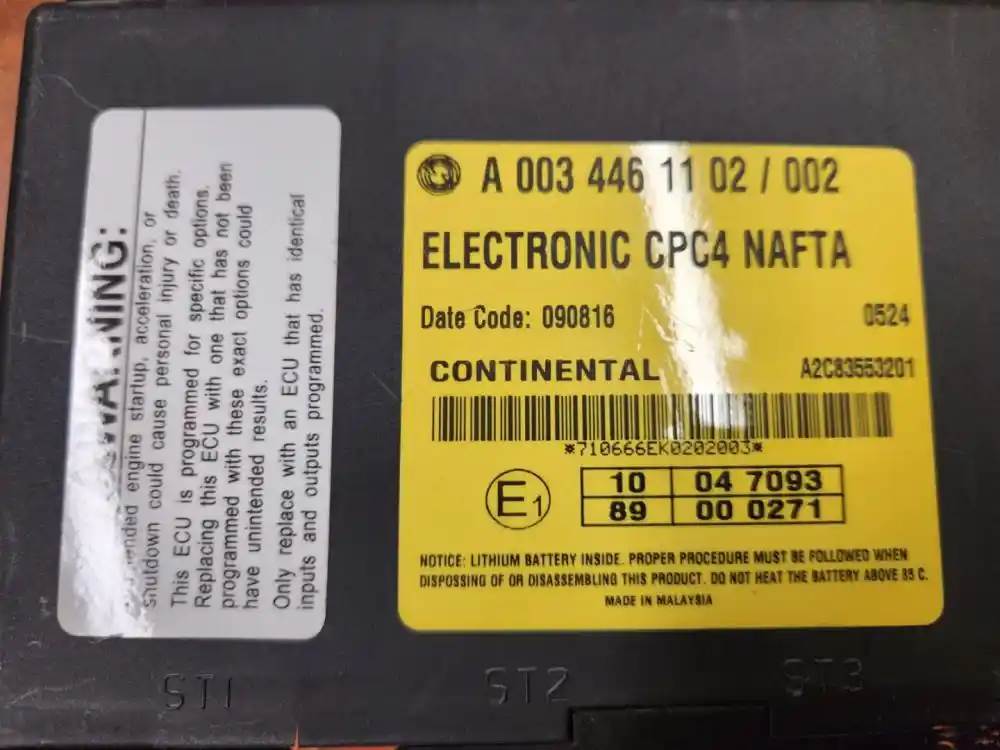 WARNING:
ended engine startup, acceleration, or
shutdown could cause personal injury or death.
This ECU is programmed for specific options.
Replacing this ECU with one that has not been
programmed with these exact options could
have unintended results.
Only replace with an ECU that has identical
inputs and outputs programmed.
A 003 446 11 02 / 002
ELECTRONIC CPC4 NAFTA
Date Code: 090816 0524
CONTINENTAL A2C83553201
*710666EK0202003*
E1
10 04 7093
89 00 0271
NOTICE: LITHIUM BATTERY INSIDE. PROPER PROCEDURE MUST BE FOLLOWED WHEN
DISPOSSING OF OR DISASSEMBLING THIS PRODUCT. DO NOT HEAT THE BATTERY ABOVE 85 C.
MADE IN MALAYSIA
ST1 ST2 ST3